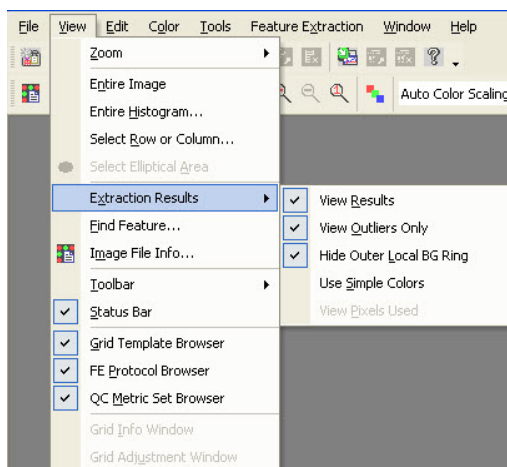 File View Edit Color Tools Feature Extraction Window Help
Zoom
Entire Image
Auto Color Scaling
Entire Histogram...
Select Row or Column...
Select Elliptical Area
Extraction Results
View Results
Find Feature...
View Outliers Only
Image File Info...
Hide Outer Local BG Ring
Toolbar
Use Simple Colors
Status Bar
View Pixels Used
Grid Template Browser
FE Protocol Browser
QC Metric Set Browser
Grid Info Window
Grid Adjustment Window